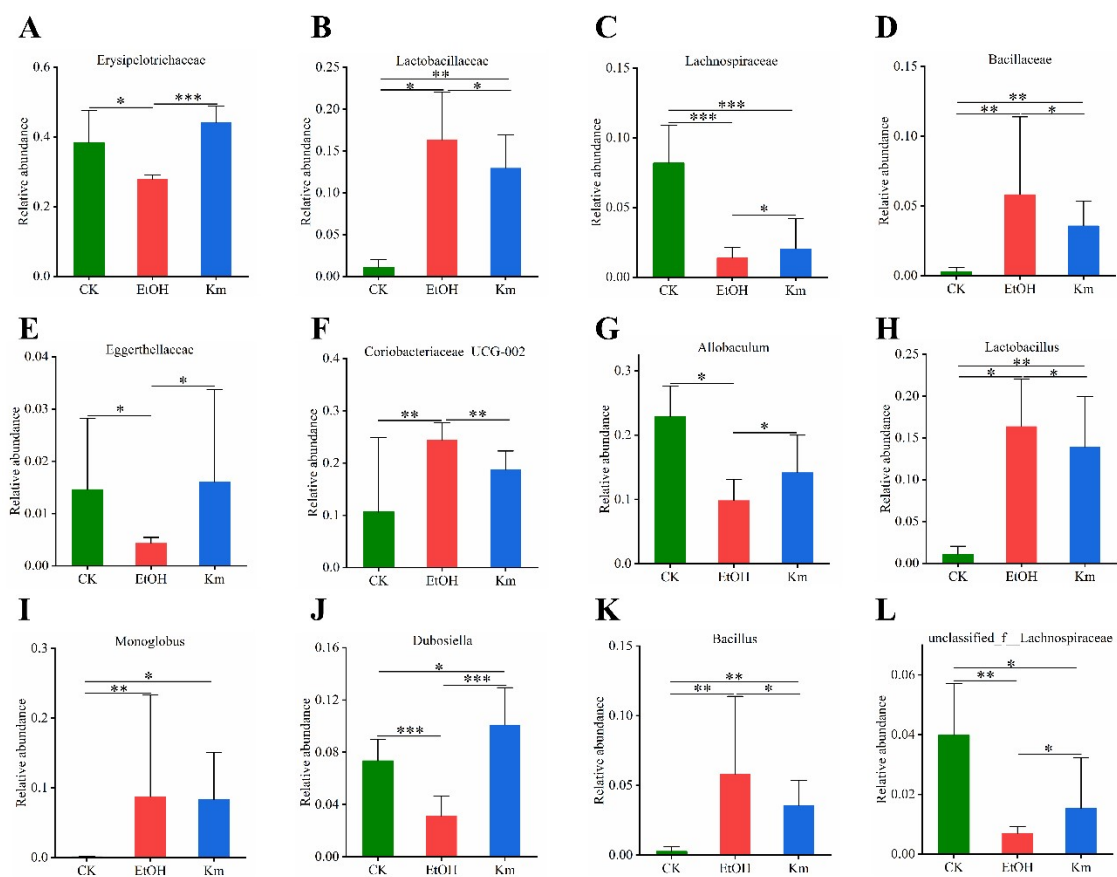 A
Erysipelotrichaceae
Relative abundance
0.6
0.4
0.2
0.0
*
***
CK EtOH Km
B
Lactobacillaceae
Relative abundance
0.25
0.20
0.15
0.10
0.05
0.00
**
*
*
CK EtOH Km
C
Lachnospiraceae
Relative abundance
0.15
0.10
0.05
0.00
***
***
*
CK EtOH Km
D
Bacillaceae
Relative abundance
0.15
0.10
0.05
0.00
**
**
*
CK EtOH Km
E
Eggerthellaceae
Relative abundance
0.04
0.03
0.02
0.01
0.00
*
*
CK EtOH Km
F
Coriobacteriaceae_UCG-002
Relative abundance
0.4
0.3
0.2
0.1
0.0
**
**
CK EtOH Km
G
Allobaculum
Relative abundance
0.3
0.2
0.1
0.0
*
*
CK EtOH Km
H
Lactobacillus
Relative abundance
0.25
0.20
0.15
0.10
0.05
0.00
**
*
*
CK EtOH Km
I
Monoglobus
Relative abundance
0.3
0.2
0.1
0.0
*
**
CK EtOH Km
J
Dubosiella
Relative abundance
0.16
0.12
0.08
0.04
0.00
*
***
***
CK EtOH Km
K
Bacillus
Relative abundance
0.15
0.10
0.05
0.00
**
**
*
CK EtOH Km
L
unclassified_f__Lachnospiraceae
Relative abundance
0.06
0.04
0.02
0.00
*
**
*
CK EtOH Km